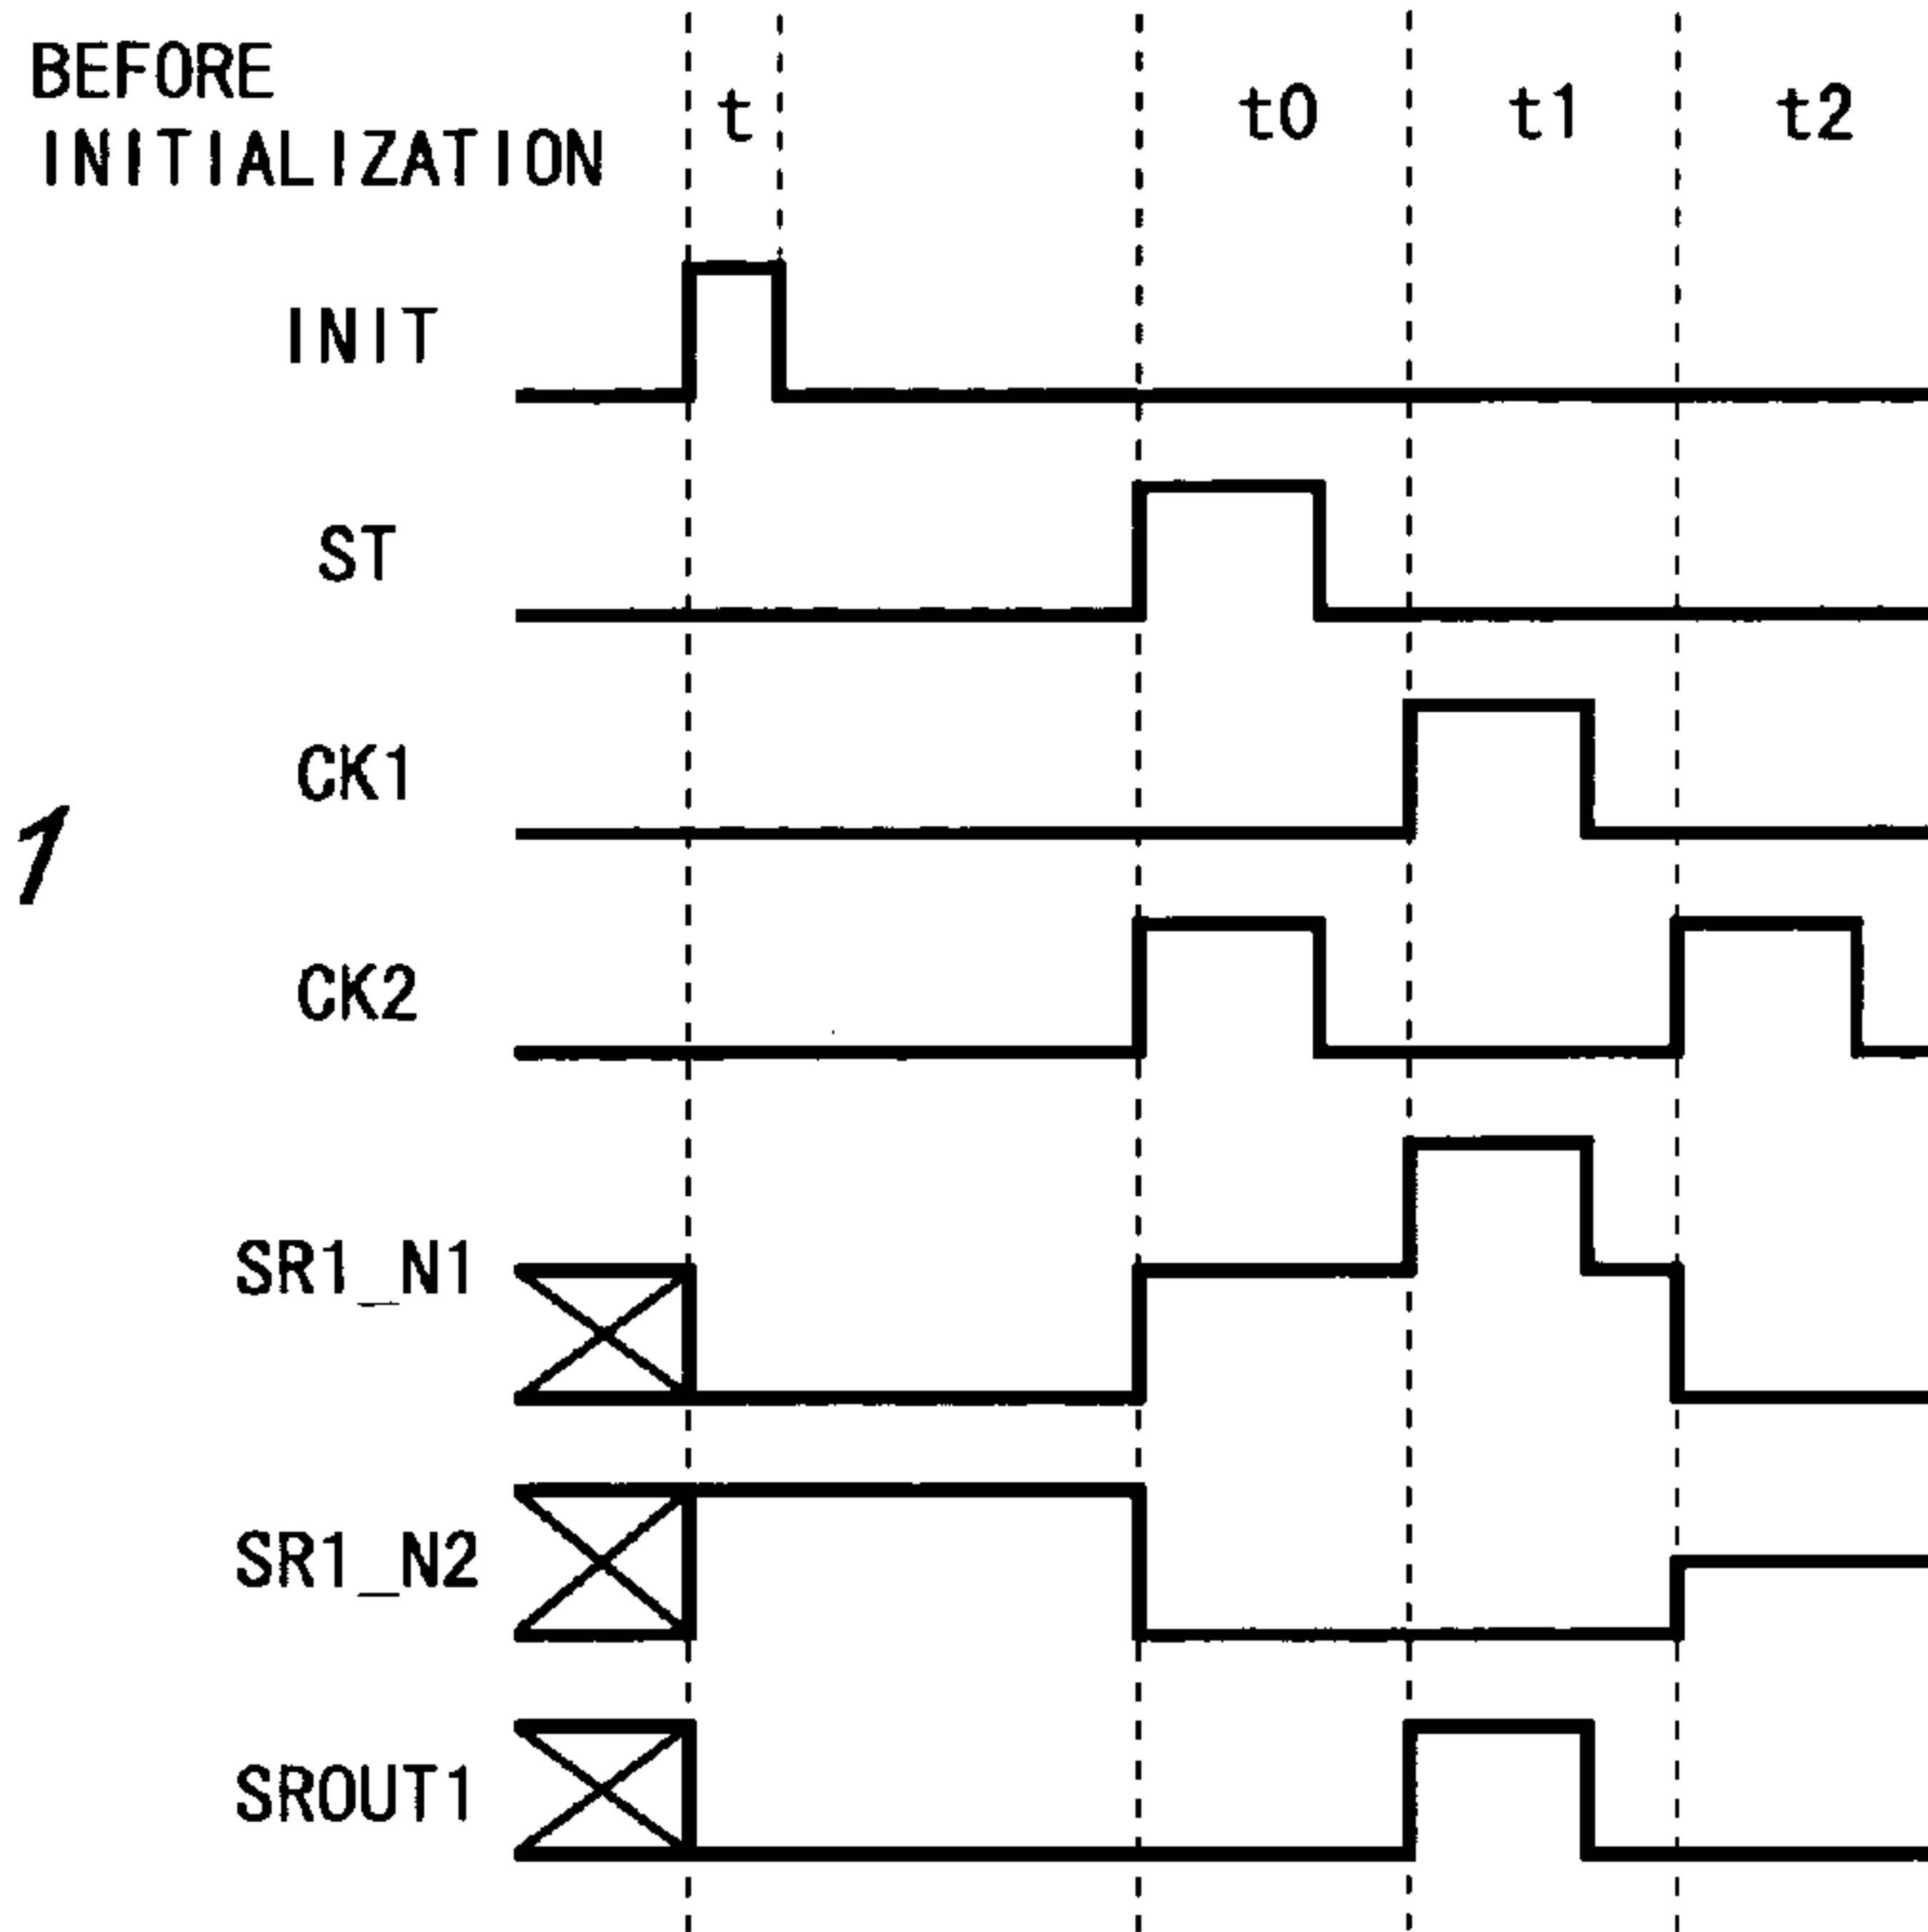 BEFORE
INITIALIZATION
t t0 t1 t2
INIT
ST
CK1
1
CK2
SR1_N1
SR1_N2
SROUT1